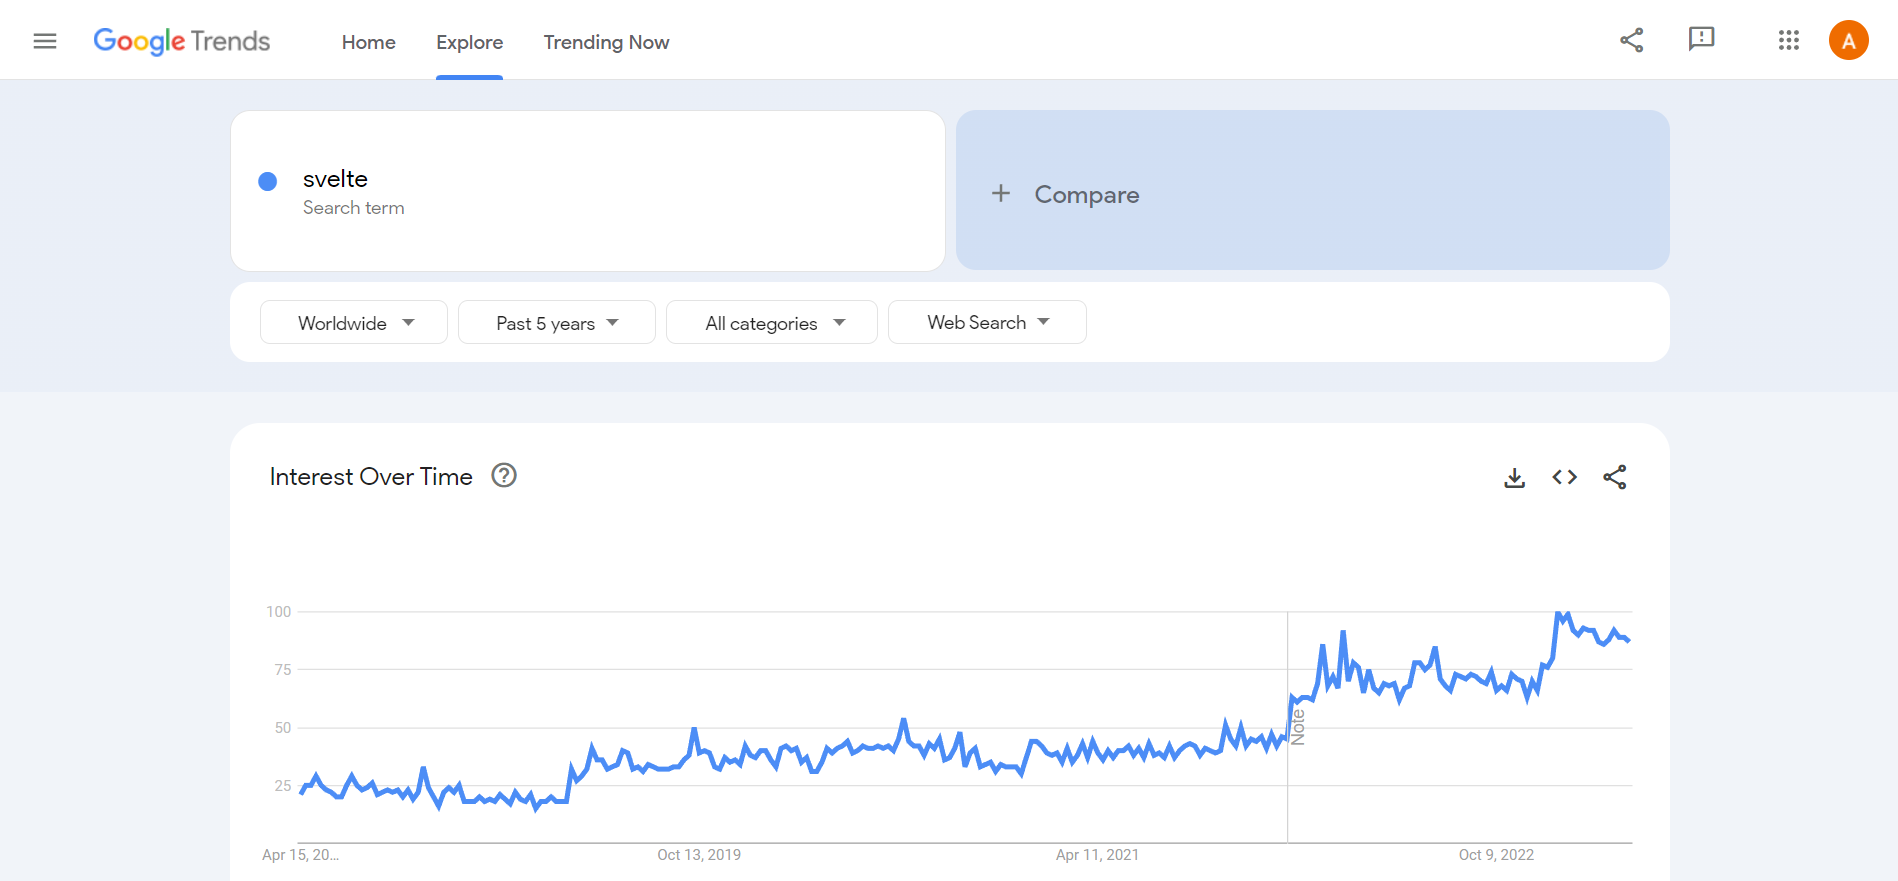 Google Trends
Home
Explore
Trending Now
A
svelte
Search term
+ Compare
Worldwide
Past 5 years
All categories
Web Search
Interest Over Time
?
100
75
50
25
Note
Apr 15, 20...
Oct 13, 2019
Apr 11, 2021
Oct 9, 2022